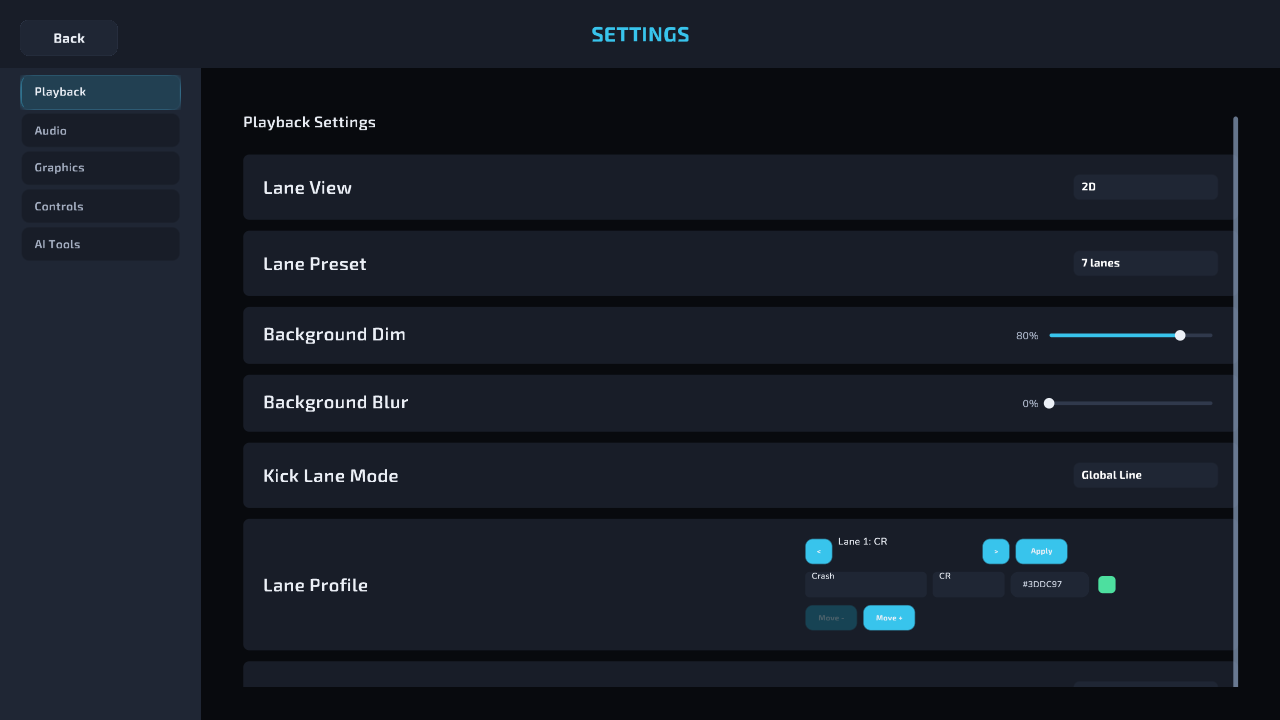 Back
SETTINGS
Playback
Audio
Graphics
Controls
AI Tools
Playback Settings
Lane View
2D
Lane Preset
7 lanes
Background Dim
80%
Background Blur
0%
Kick Lane Mode
Global Line
Lane Profile
<
Lane 1: CR
>
Apply
Crash
CR
#3DDC97
Move -
Move +